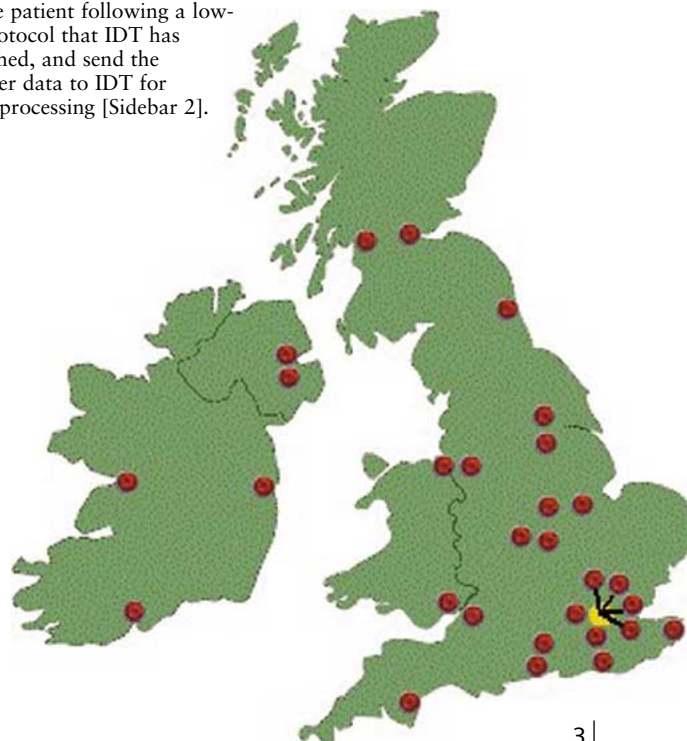 e patient following a low-
otocol that IDT has
hed, and send the
er data to IDT for
processing [Sidebar 2].
3